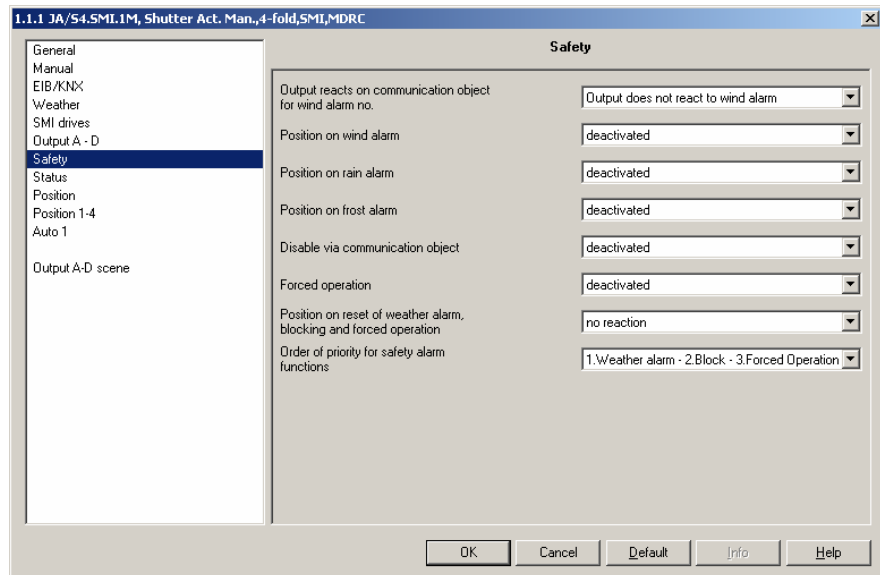 1.1.1 JA/S4.SMI.1M, Shutter Act. Man.,4-fold,SMI,MDRC
General
Manual
EIB/KNX
Weather
SMI drives
Output A - D
Safety
Status
Position
Position 1-4
Auto 1
Output A-D scene
Safety
Output reacts on communication object
for wind alarm no.
Output does not react to wind alarm
Position on wind alarm
deactivated
Position on rain alarm
deactivated
Position on frost alarm
deactivated
Disable via communication object
deactivated
Forced operation
deactivated
Position on reset of weather alarm,
blocking and forced operation
no reaction
Order of priority for safety alarm
functions
1.Weather alarm - 2.Block - 3.Forced Operation
OK
Cancel
Default
Info
Help